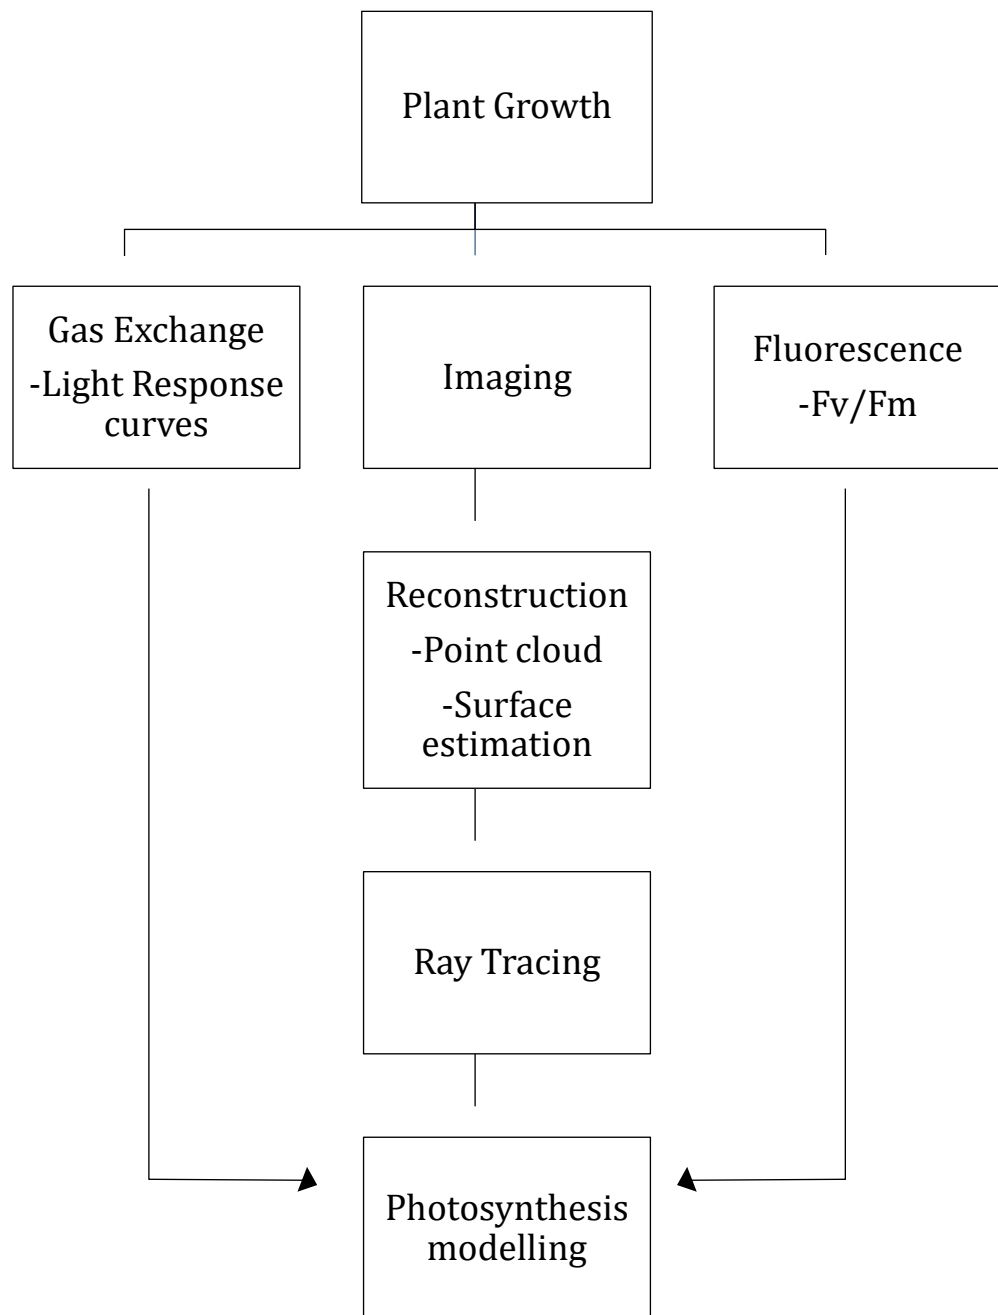 Plant Growth
Gas Exchange
-Light Response
curves
Imaging
Fluorescence
-Fv/Fm
Reconstruction
-Point cloud
-Surface
estimation
Ray Tracing
Photosynthesis
modelling